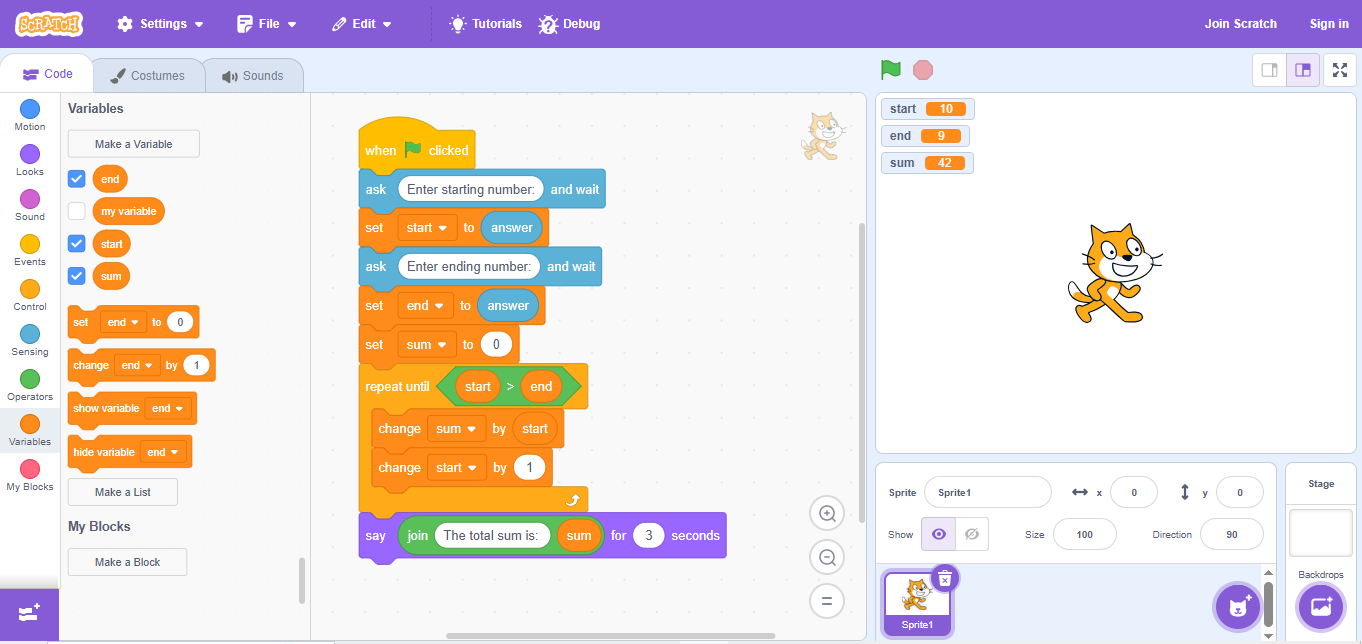 SCRATCH Settings File Edit Tutorials Debug Join Scratch Sign in
Code Costumes Sounds
Motion
Looks
Sound
Events
Control
Sensing
Operators
Variables
My Blocks
Variables
Make a Variable
end
my variable
start
sum
set end to 0
change end by 1
show variable end
hide variable end
Make a List
My Blocks
Make a Block
when clicked
ask Enter starting number: and wait
set start to answer
ask Enter ending number: and wait
set end to answer
set sum to 0
repeat until start > end
change sum by start
change start by 1
say join The total sum is: sum for 3 seconds
start 10
end 9
sum 42
Sprite Sprite1 x 0 y 0
Show Size 100 Direction 90
Sprite1
Stage
Backdrops